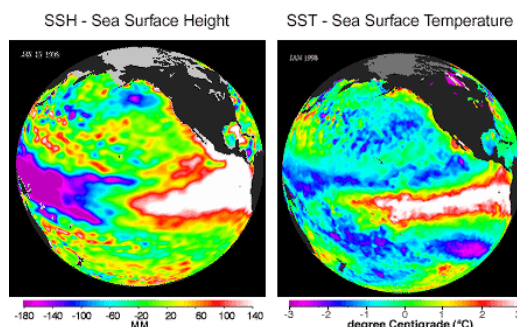 SSH - Sea Surface Height
SST - Sea Surface Temperature
JAN 15 1998
JAN 1998
-180 -140 -100 -60 -20 20 60 100 140
MM
-3 -2 -1 0 1 2 3
degree Centigrade (°C)